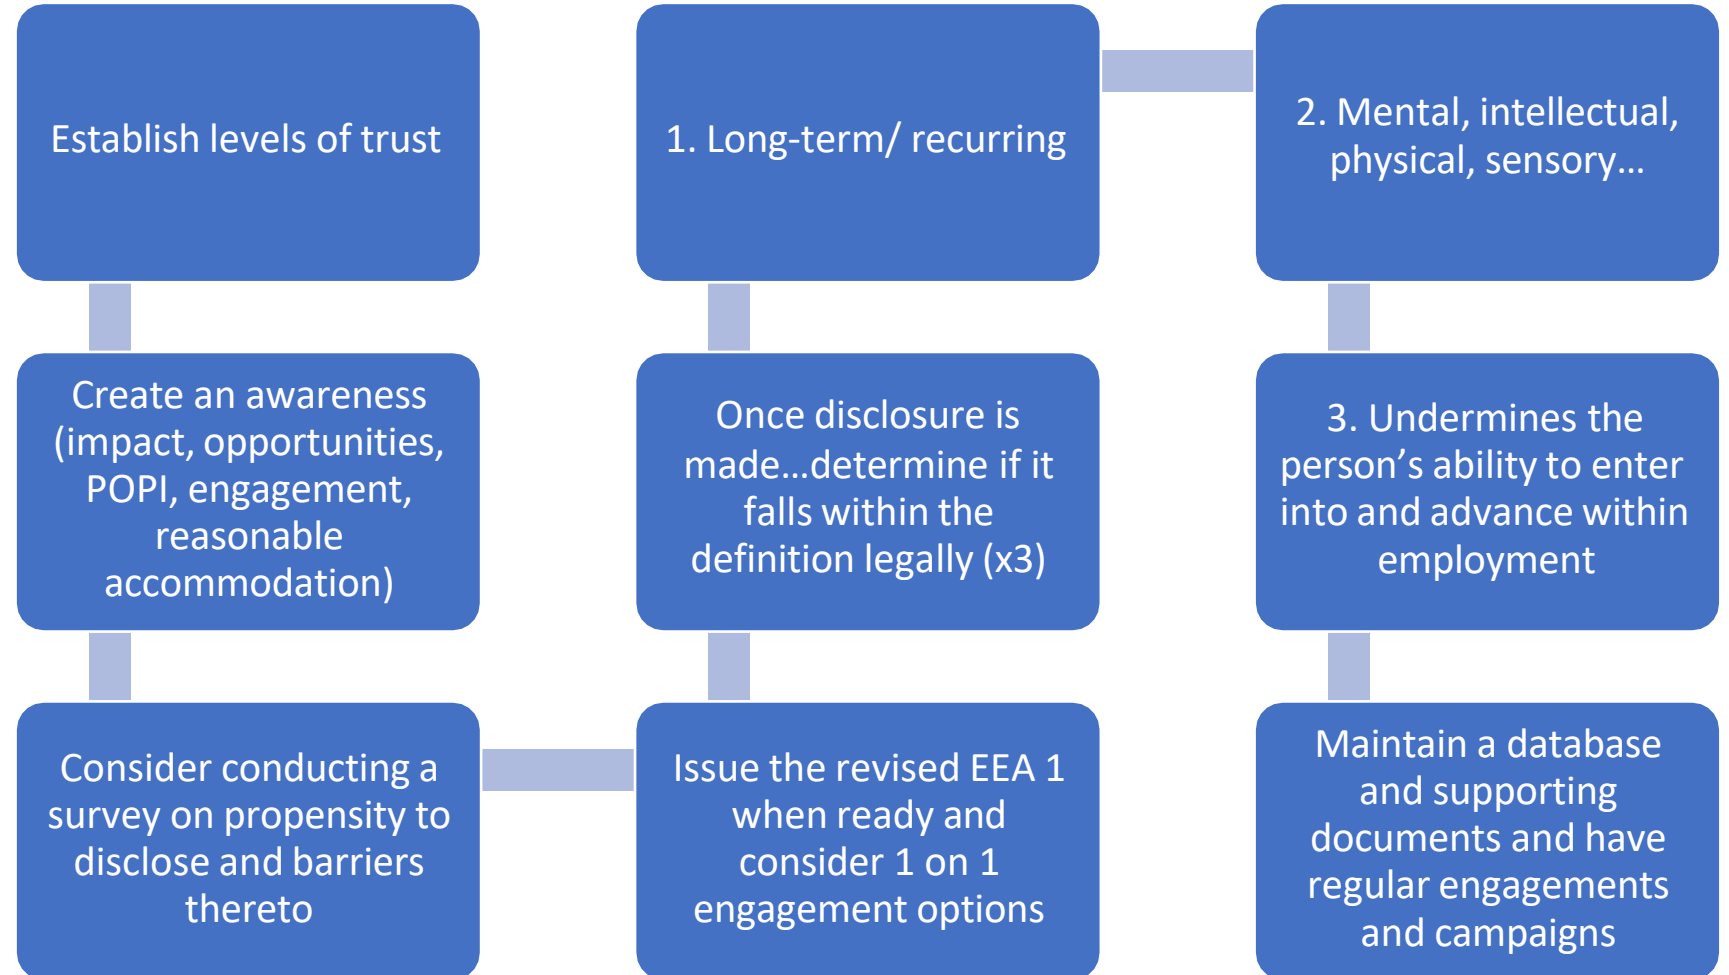 Establish levels of trust
Create an awareness
(impact, opportunities,
POPI, engagement,
reasonable
accommodation)
Consider conducting a
survey on propensity to
disclose and barriers
thereto
Issue the revised EEA 1
when ready and
consider 1 on 1
engagement options
Once disclosure is
made…determine if it
falls within the
definition legally (x3)
1. Long-term/ recurring
2. Mental, intellectual,
physical, sensory…
3. Undermines the
person’s ability to enter
into and advance within
employment
Maintain a database
and supporting
documents and have
regular engagements
and campaigns